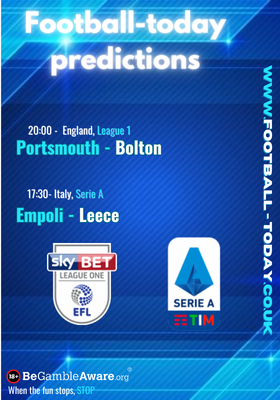 Football-today
predictions
20:00 - England, League 1
Portsmouth - Bolton
17:30- Italy, Serie A
Empoli - Leece
sky BET
LEAGUE ONE
EFL
SERIE A
TIM
WWW.FOOTBALL-TODAY.CO.UK
18+ BeGambleAware.org®
When the fun stops, STOP